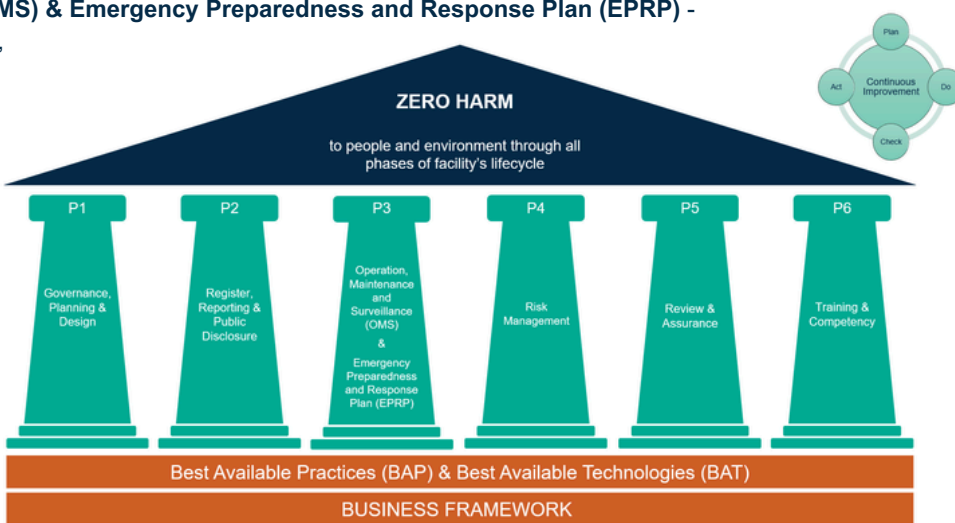 MS) & Emergency Preparedness and Response Plan (EPRP) -
,
Plan
Act
Continuous
Improvement
Do
Check
ZERO HARM
to people and environment through all
phases of facility's lifecycle
P1
Governance,
Planning &
Design
P2
Register,
Reporting &
Public
Disclosure
P3
Operation,
Maintenance
and
Surveillance
(OMS)
&
Emergency
Preparedness
and Response
Plan (EPRP)
P4
Risk
Management
P5
Review &
Assurance
P6
Training &
Competency
Best Available Practices (BAP) & Best Available Technologies (BAT)
BUSINESS FRAMEWORK